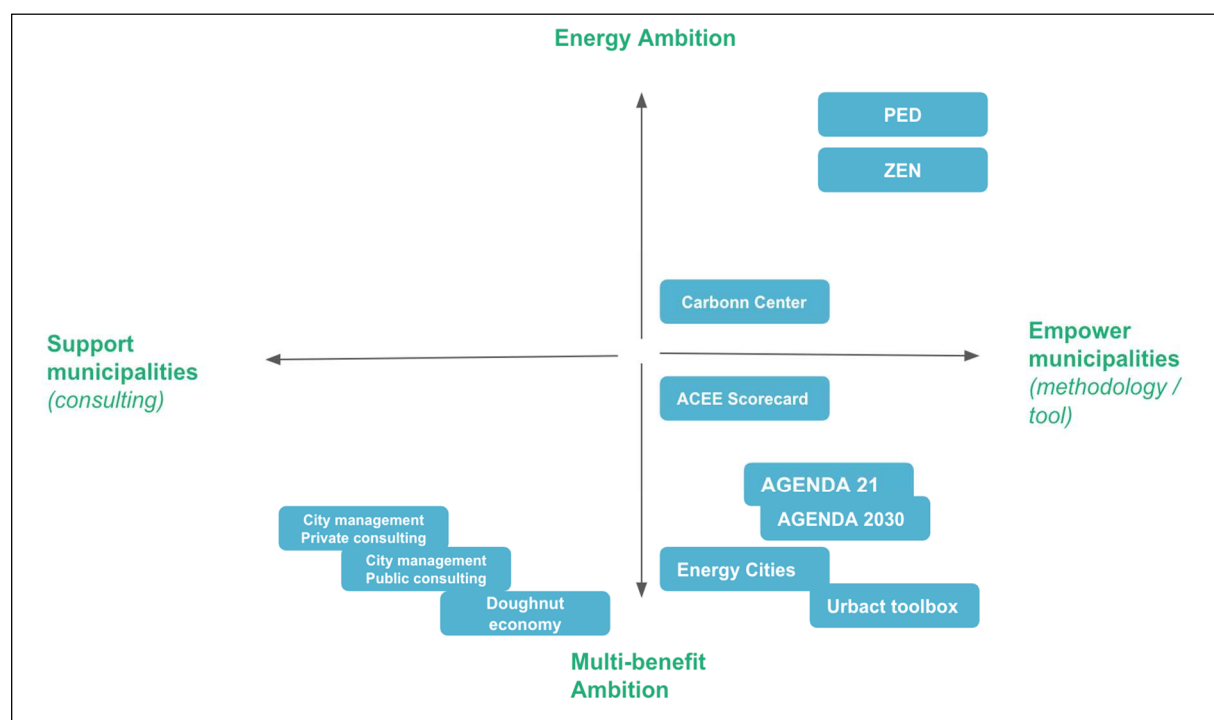 Energy Ambition
PED
ZEN
Carbonn Center
Support
municipalities
(consulting)
Empower
municipalities
(methodology /
tool)
ACEE Scorecard
AGENDA 21
AGENDA 2030
City management
Private consulting
City management
Public consulting
Doughnut
economy
Energy Cities
Urbact toolbox
Multi-benefit
Ambition